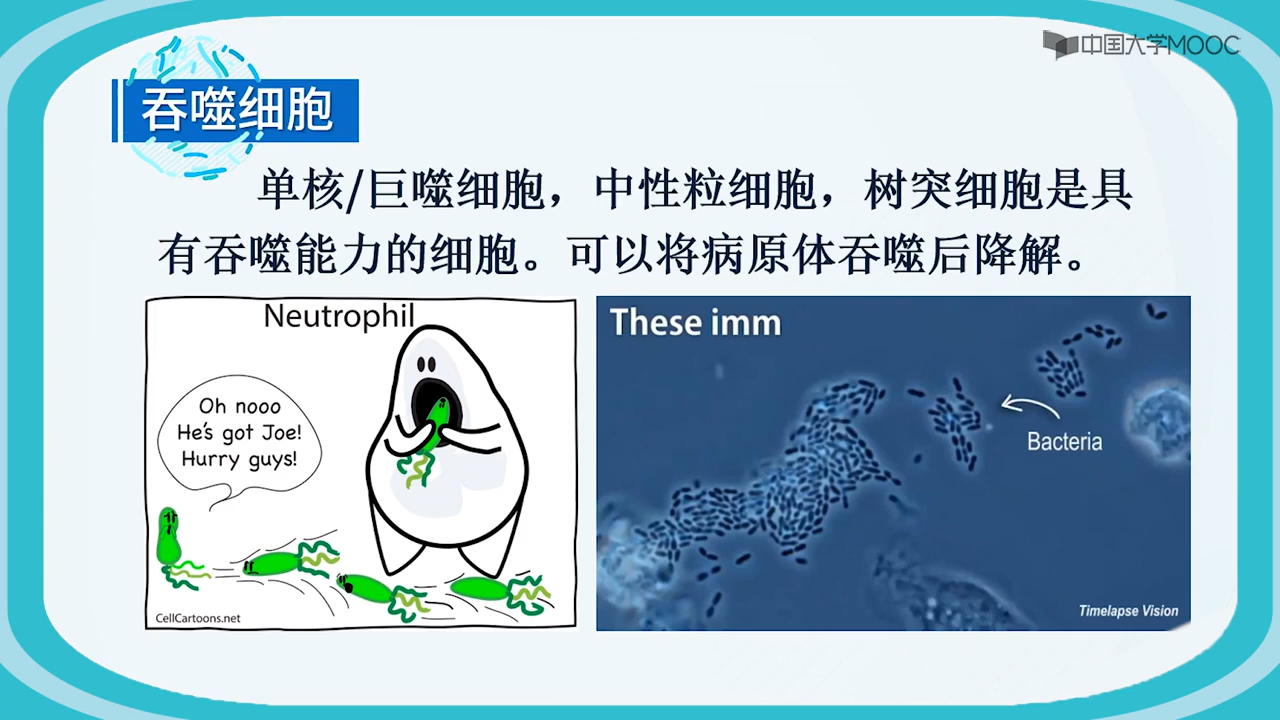 中国大学MOOC
吞噬细胞
单核/巨噬细胞，中性粒细胞，树突细胞是具
有吞噬能力的细胞。可以将病原体吞噬后降解。
Neutrophil
Oh nooo
He's got Joe!
Hurry guys!
CellCartoons.net
These imm
Bacteria
Timelapse Vision